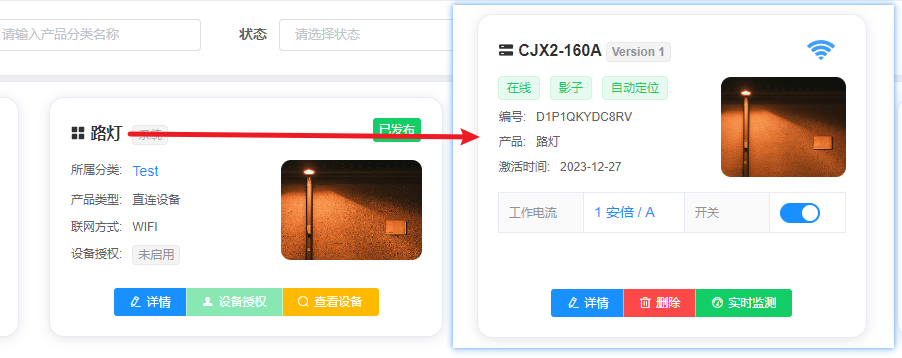 请输入产品分类名称
状态
请选择状态
路灯
系统
已发布
所属分类:
Test
产品类型:
直连设备
联网方式:
WIFI
设备授权:
未启用
详情
设备授权
查看设备
CJX2-160A
Version 1
在线
影子
自动定位
编号:
D1P1QKYDC8RV
产品:
路灯
激活时间:
2023-12-27
工作电流
1 安倍 / A
开关
详情
删除
实时监测